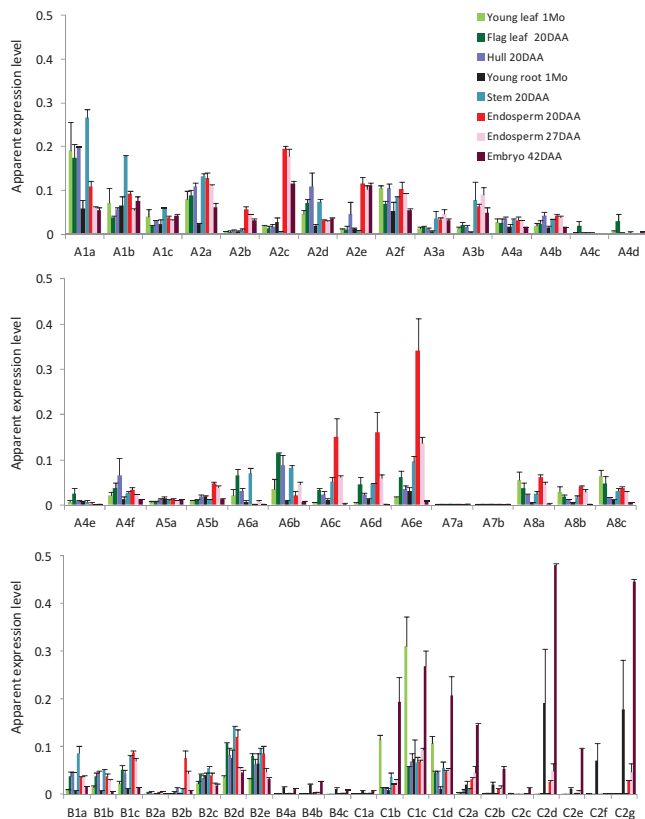 0.5
0.4
0.3
0.2
0.1
0
Apparent expression level
Young leaf 1Mo
Flag leaf 20DAA
Hull 20DAA
Young root 1Mo
Stem 20DAA
Endosperm 20DAA
Endosperm 27DAA
Embryo 42DAA
A1a A1b A1c A2a A2b A2c A2d A2e A2f A3a A3b A4a A4b A4c A4d
0.5
0.4
0.3
0.2
0.1
0
Apparent expression level
A4e A4f A5a A5b A6a A6b A6c A6d A6e A7a A7b A8a A8b A8c
0.5
0.4
0.3
0.2
0.1
0
Apparent expression level
B1a B1b B1c B2a B2b B2c B2d B2e B4a B4b B4c C1a C1b C1c C1d C2a C2b C2c C2d C2e C2f C2g